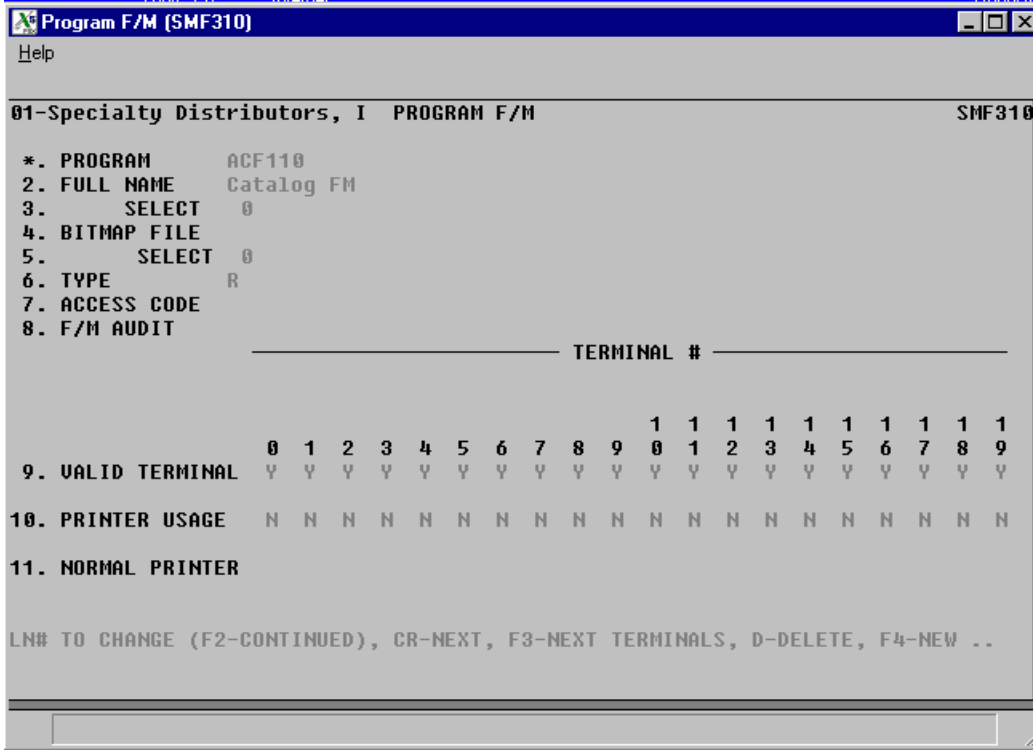 Program F/M (SMF310)
Help
01-Specialty Distributors, I PROGRAM F/M SMF310
*. PROGRAM ACF110
2. FULL NAME Catalog FM
3. SELECT 0
4. BITMAP FILE
5. SELECT 0
6. TYPE R
7. ACCESS CODE
8. F/M AUDIT
TERMINAL #
1 1 1 1 1 1 1 1 1 1
0 1 2 3 4 5 6 7 8 9 0 1 2 3 4 5 6 7 8 9
9. VALID TERMINAL Y Y Y Y Y Y Y Y Y Y Y Y Y Y Y Y Y Y Y Y
10. PRINTER USAGE N N N N N N N N N N N N N N N N N N N N
11. NORMAL PRINTER
LN# TO CHANGE (F2-CONTINUED), CR-NEXT, F3-NEXT TERMINALS, D-DELETE, F4-NEW ..